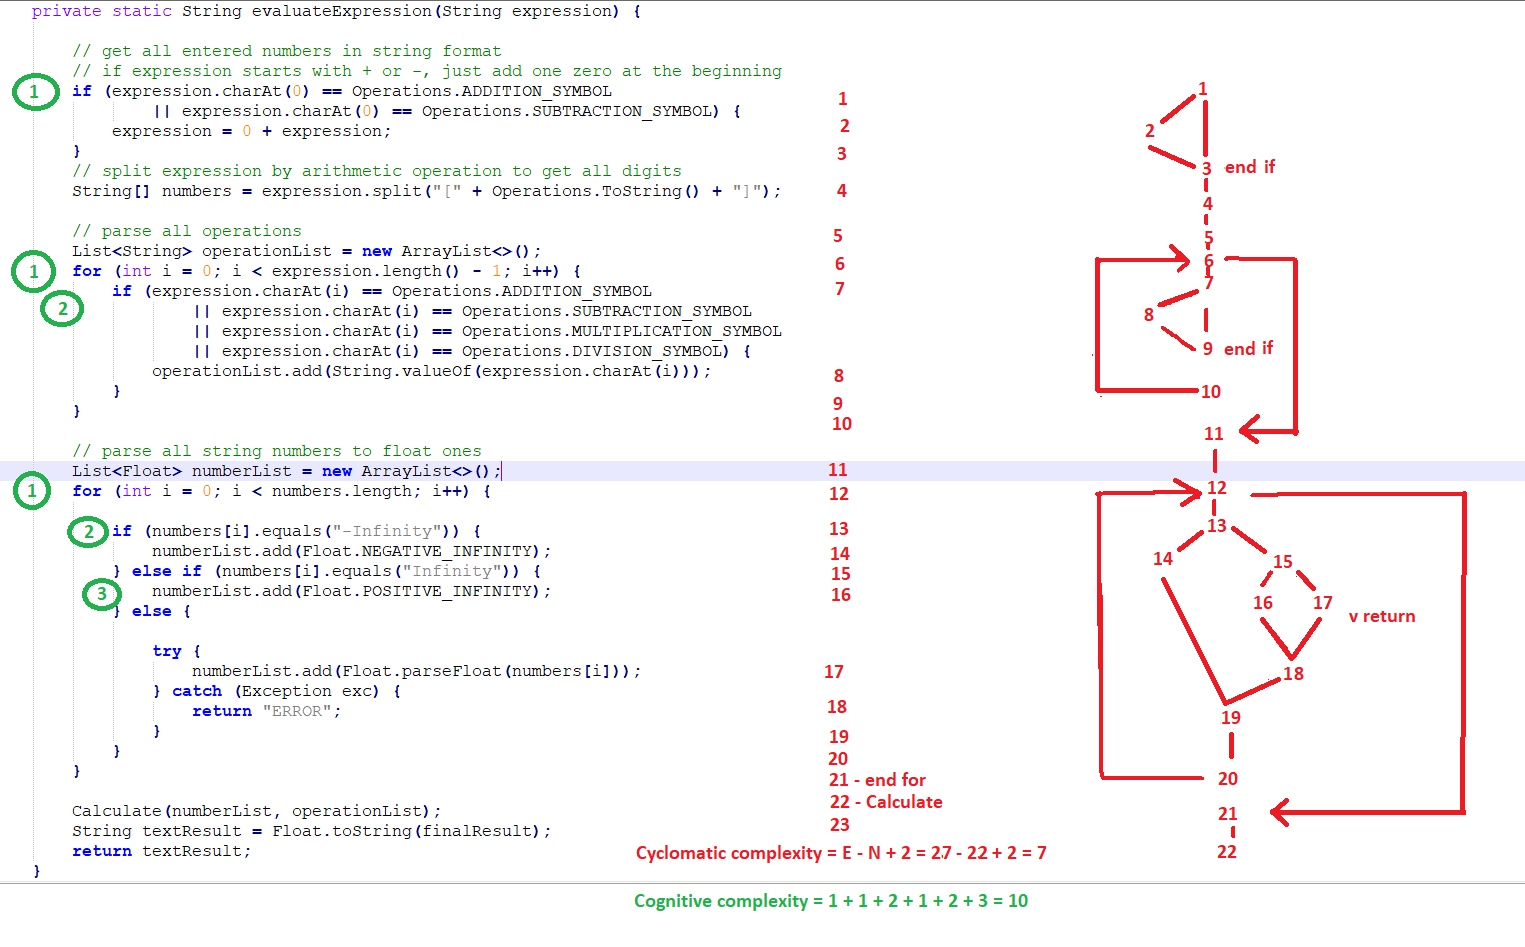 private static String evaluateExpression(String expression) {
// get all entered numbers in string format
// if expression starts with + or -, just add one zero at the beginning
1 if (expression.charAt(0) == Operations.ADDITION_SYMBOL 1
|| expression.charAt(0) == Operations.SUBTRACTION_SYMBOL) {
expression = 0 + expression; 2
} 3
// split expression by arithmetic operation to get all digits
String[] numbers = expression.split("[" + Operations.ToString() + "]"); 4
// parse all operations
List<String> operationList = new ArrayList<>(); 5
1 for (int i = 0; i < expression.length() - 1; i++) { 6
2 if (expression.charAt(i) == Operations.ADDITION_SYMBOL 7
|| expression.charAt(i) == Operations.SUBTRACTION_SYMBOL
|| expression.charAt(i) == Operations.MULTIPLICATION_SYMBOL
|| expression.charAt(i) == Operations.DIVISION_SYMBOL) {
operationList.add(String.valueOf(expression.charAt(i))); 8
} 9
} 10
// parse all string numbers to float ones
List<Float> numberList = new ArrayList<>(); 11
1 for (int i = 0; i < numbers.length; i++) { 12
2 if (numbers[i].equals("-Infinity")) { 13
numberList.add(Float.NEGATIVE_INFINITY); 14
} else if (numbers[i].equals("Infinity")) { 15
3 numberList.add(Float.POSITIVE_INFINITY); 16
} else {
try {
numberList.add(Float.parseFloat(numbers[i])); 17
} catch (Exception exc) {
return "ERROR"; 18
} 19
} 20
} 21 - end for
Calculate(numberList, operationList); 22 - Calculate
String textResult = Float.toString(finalResult); 23
return textResult;
}
1
2
3 end if
4
5
6
7
8
9 end if
10
11
12
13
14 15
16 17 v return
18
19
20
21
22
Cyclomatic complexity = E - N + 2 = 27 - 22 + 2 = 7
Cognitive complexity = 1 + 1 + 2 + 1 + 2 + 3 = 10